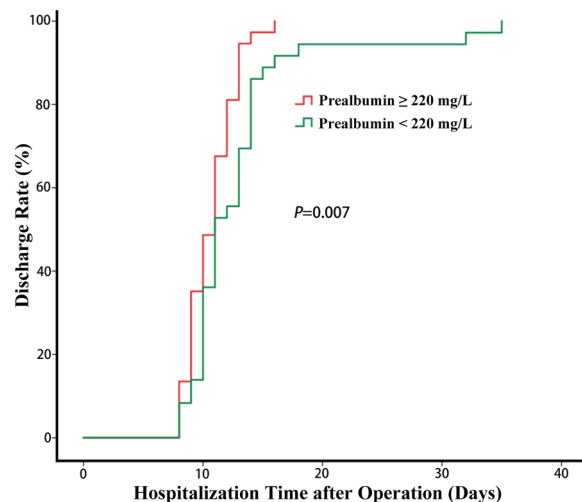 100
80
60
40
20
0
Discharge Rate (%)
Prealbumin ≥ 220 mg/L
Prealbumin < 220 mg/L
P=0.007
0 10 20 30 40
Hospitalization Time after Operation (Days)